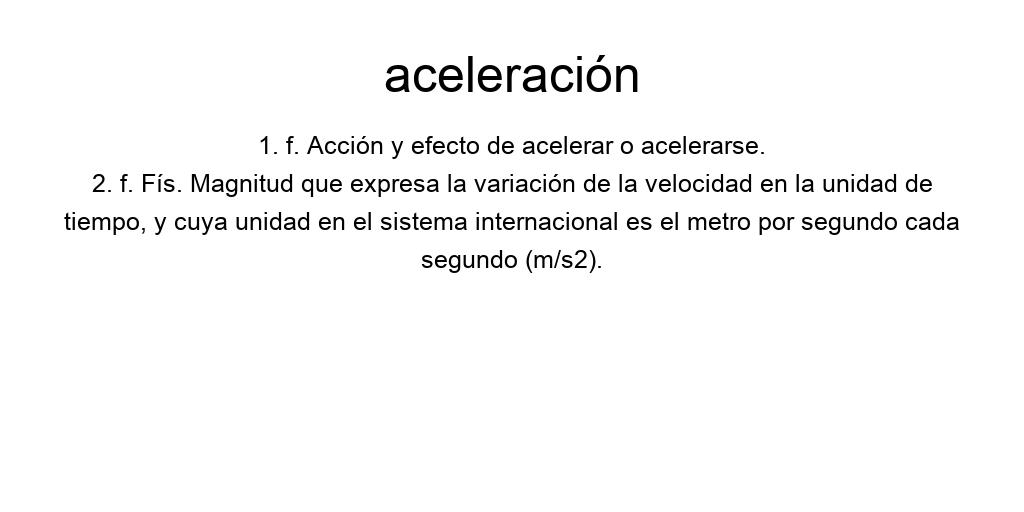 aceleración
1. f. Acción y efecto de acelerar o acelerarse.
2. f. Fís. Magnitud que expresa la variación de la velocidad en la unidad de
tiempo, y cuya unidad en el sistema internacional es el metro por segundo cada
segundo (m/s2).